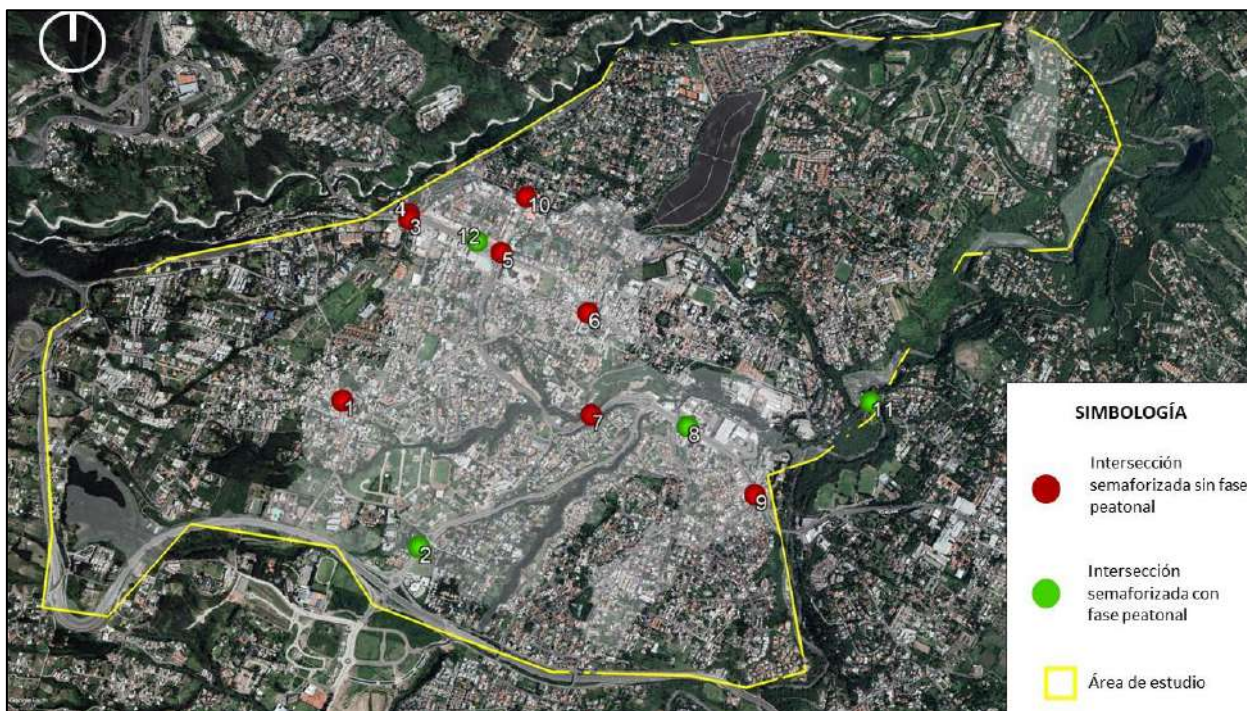 4
3
10
12
5
6
1
7
8
11
9
2
SIMBOLOGÍA
Intersección
semaforizada sin fase
peatonal
Intersección
semaforizada con
fase peatonal
Área de estudio